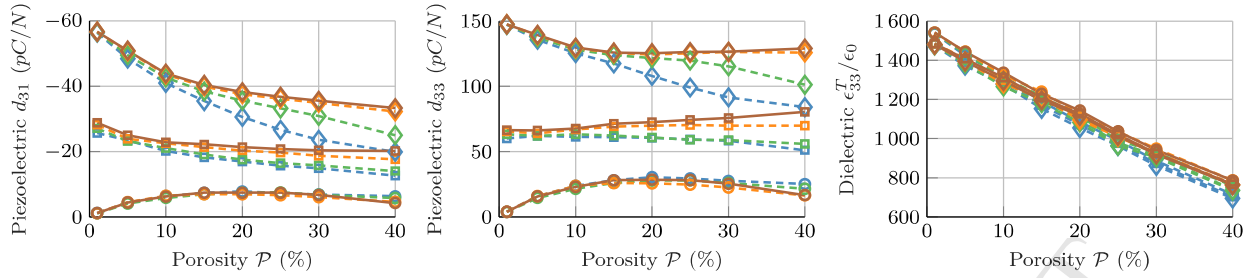 −60
−40
−20
0
0 10 20 30 40
Porosity 𝒫 (%)
Piezoelectric d₃₁ (pC/N)
150
100
50
0
0 10 20 30 40
Porosity 𝒫 (%)
Piezoelectric d₃₃ (pC/N)
1 600
1 400
1 200
1 000
800
600
0 10 20 30 40
Porosity 𝒫 (%)
Dielectric ϵᵀ₃₃/ϵ₀